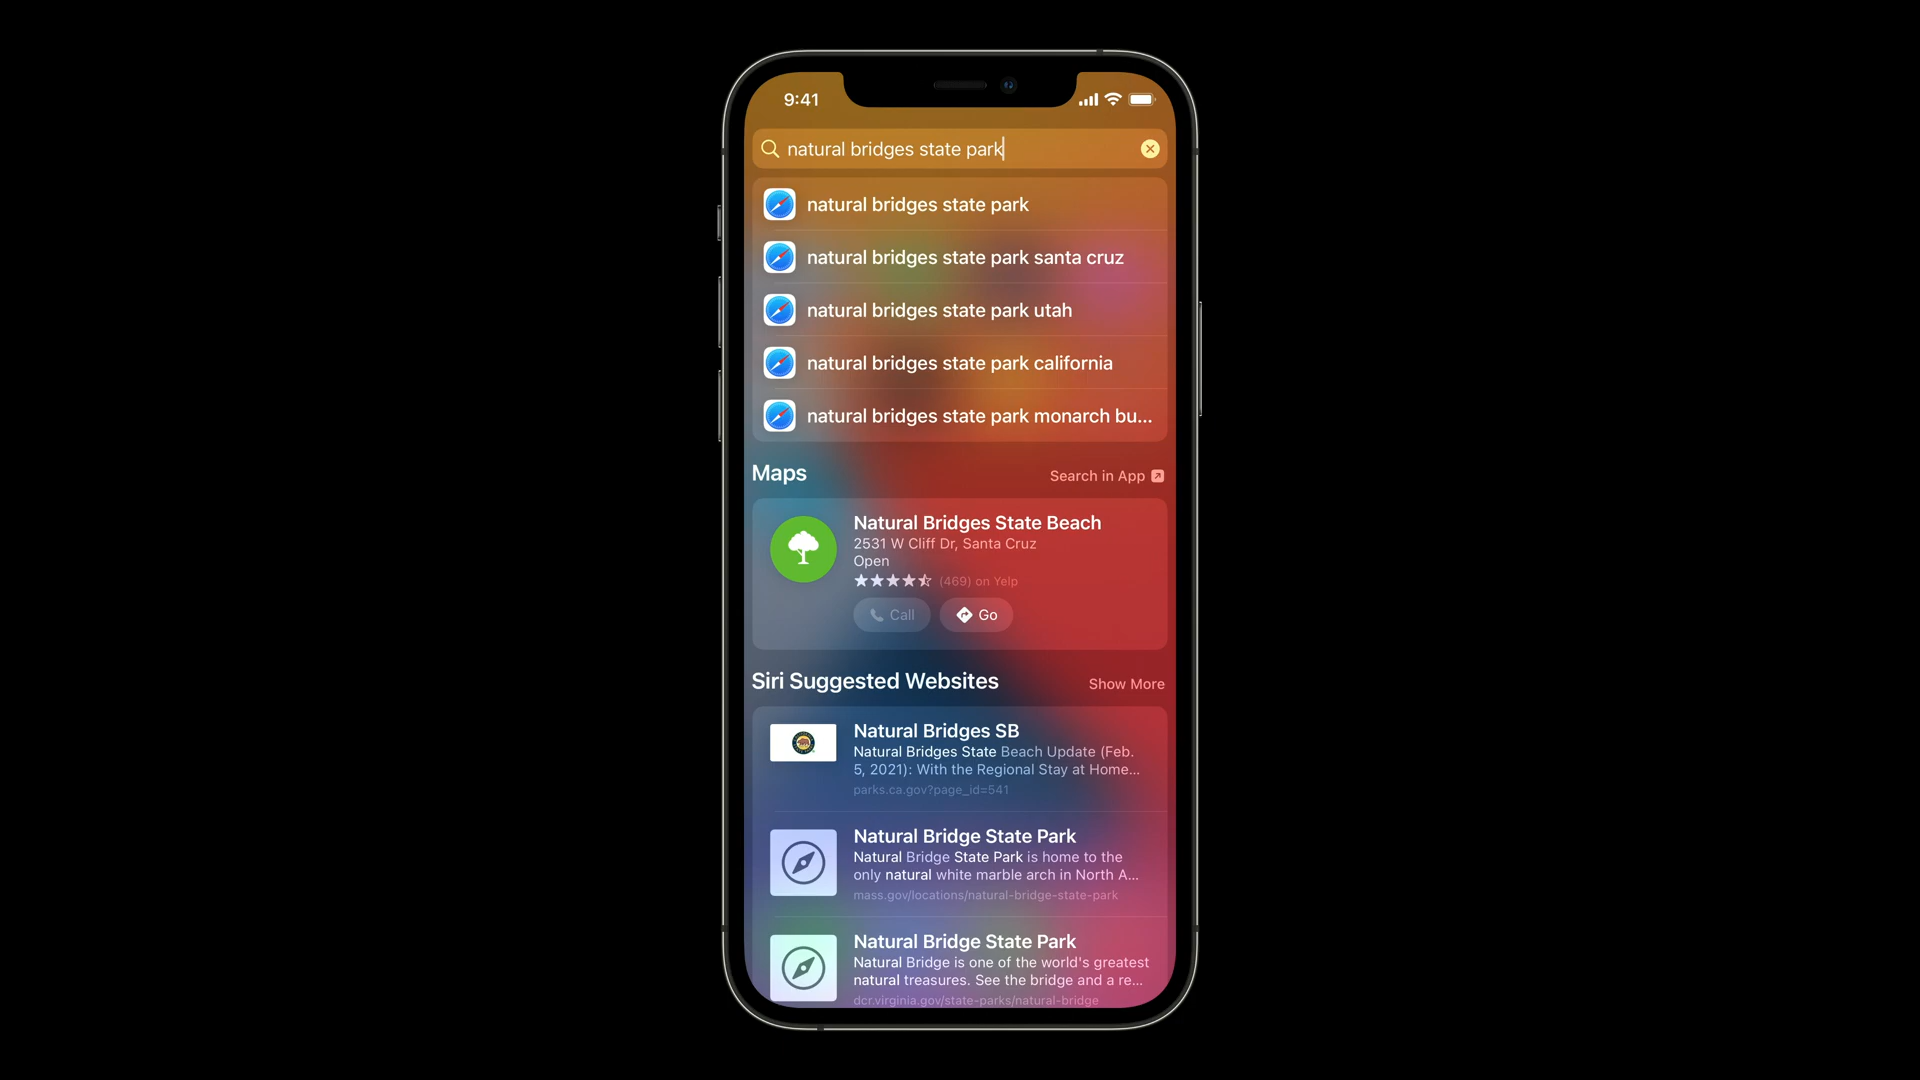 9:41
natural bridges state park
natural bridges state park
natural bridges state park santa cruz
natural bridges state park utah
natural bridges state park california
natural bridges state park monarch bu...
Maps
Search in App
Natural Bridges State Beach
2531 W Cliff Dr, Santa Cruz
Open
(469) on Yelp
Call
Go
Siri Suggested Websites
Show More
Natural Bridges SB
Natural Bridges State Beach Update (Feb.
5, 2021): With the Regional Stay at Home...
parks.ca.gov?page_id=541
Natural Bridge State Park
Natural Bridge State Park is home to the
only natural white marble arch in North A...
mass.gov/locations/natural-bridge-state-park
Natural Bridge State Park
Natural Bridge is one of the world's greatest
natural treasures. See the bridge and a re...
dcr.virginia.gov/state-parks/natural-bridge